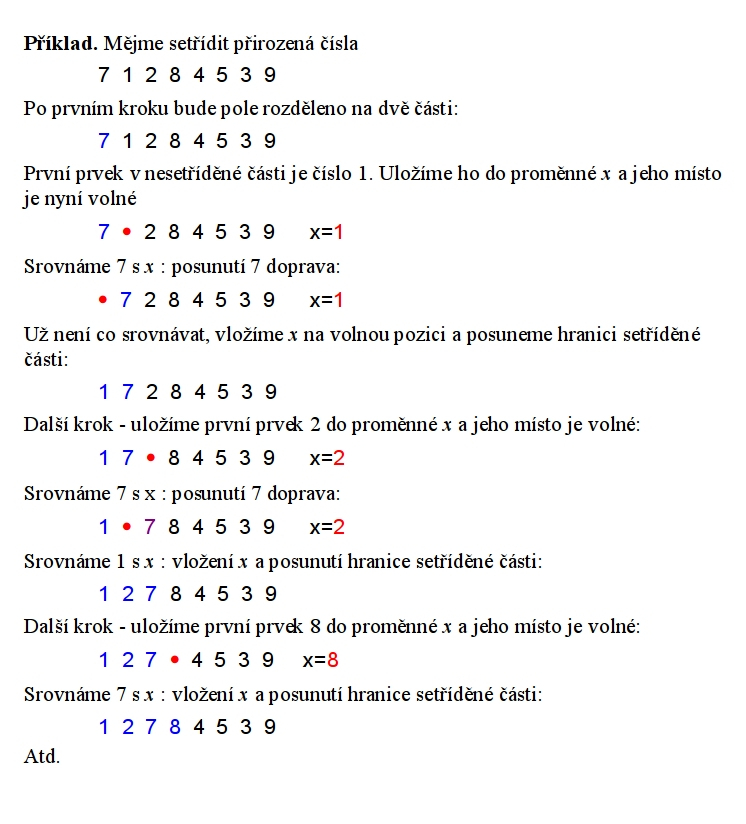 Příklad. Mějme setřídit přirozená čísla
7 1 2 8 4 5 3 9
Po prvním kroku bude pole rozděleno na dvě části:
7 1 2 8 4 5 3 9
První prvek v nesetříděné části je číslo 1. Uložíme ho do proměnné x a jeho místo
je nyní volné
7 • 2 8 4 5 3 9 x=1
Srovnáme 7 s x : posunutí 7 doprava:
• 7 2 8 4 5 3 9 x=1
Už není co srovnávat, vložíme x na volnou pozici a posuneme hranici setříděné
části:
1 7 2 8 4 5 3 9
Další krok - uložíme první prvek 2 do proměnné x a jeho místo je volné:
1 7 • 8 4 5 3 9 x=2
Srovnáme 7 s x : posunutí 7 doprava:
1 • 7 8 4 5 3 9 x=2
Srovnáme 1 s x : vložení x a posunutí hranice setříděné části:
1 2 7 8 4 5 3 9
Další krok - uložíme první prvek 8 do proměnné x a jeho místo je volné:
1 2 7 • 4 5 3 9 x=8
Srovnáme 7 s x : vložení x a posunutí hranice setříděné části:
1 2 7 8 4 5 3 9
Atd.